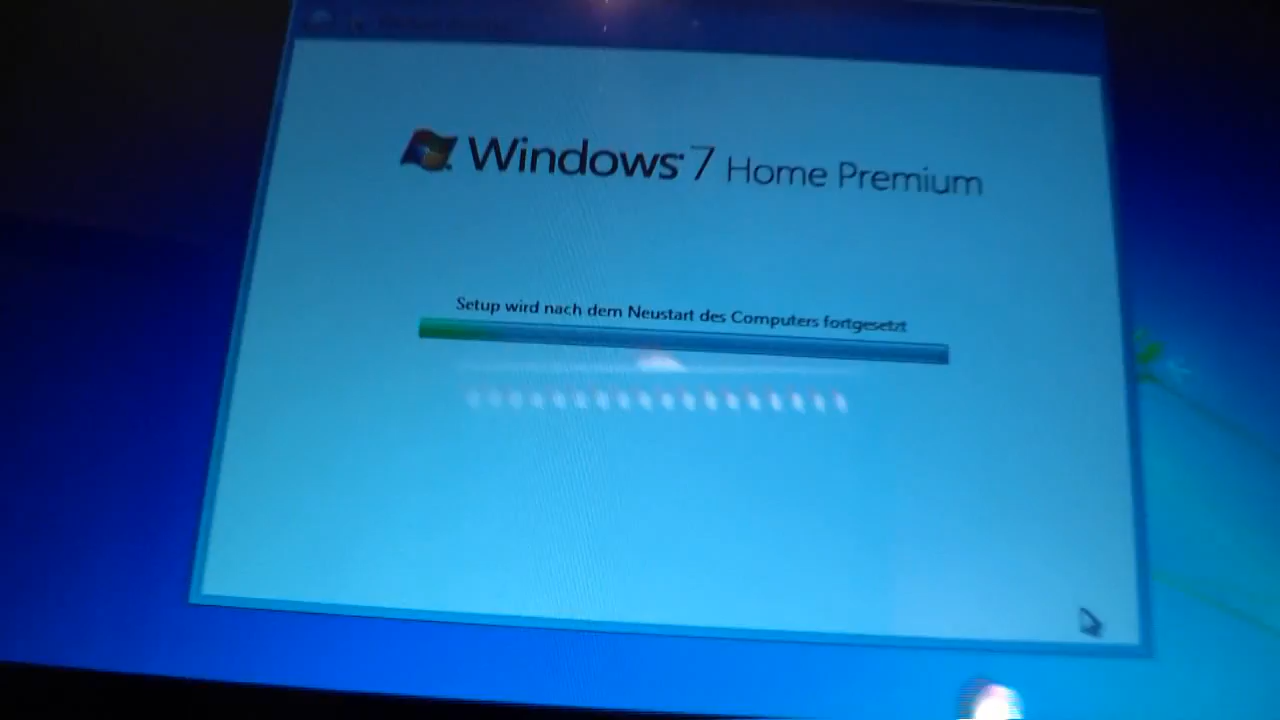 Windows 7 Home Premium
Setup wird nach dem Neustart des Computers fortgesetzt